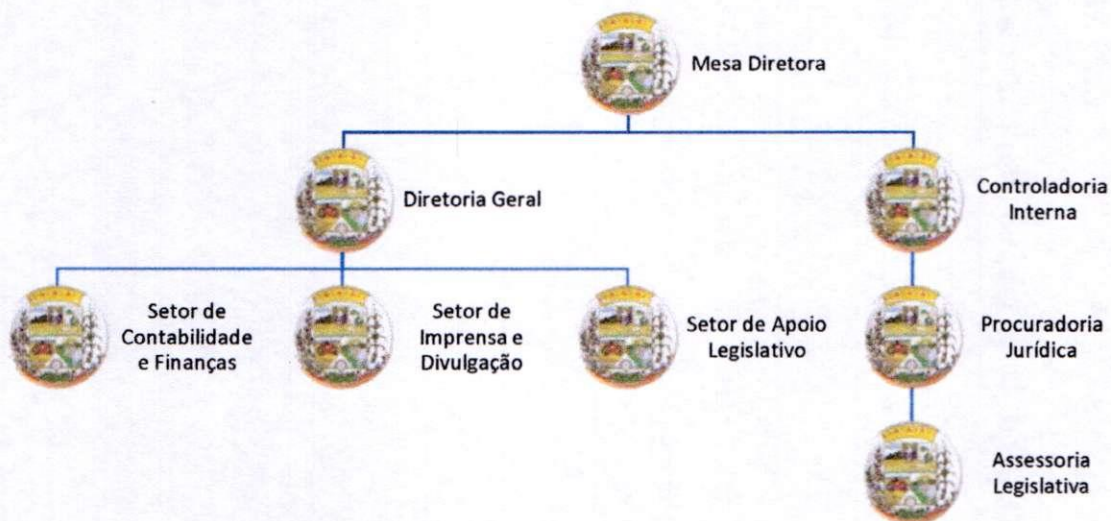 Mesa Diretora
Diretoria Geral
Controladoria
Interna
Setor de
Contabilidade
e Finanças
Setor de
Imprensa e
Divulgação
Setor de Apoio
Legislativo
Procuradoria
Jurídica
Assessoria
Legislativa